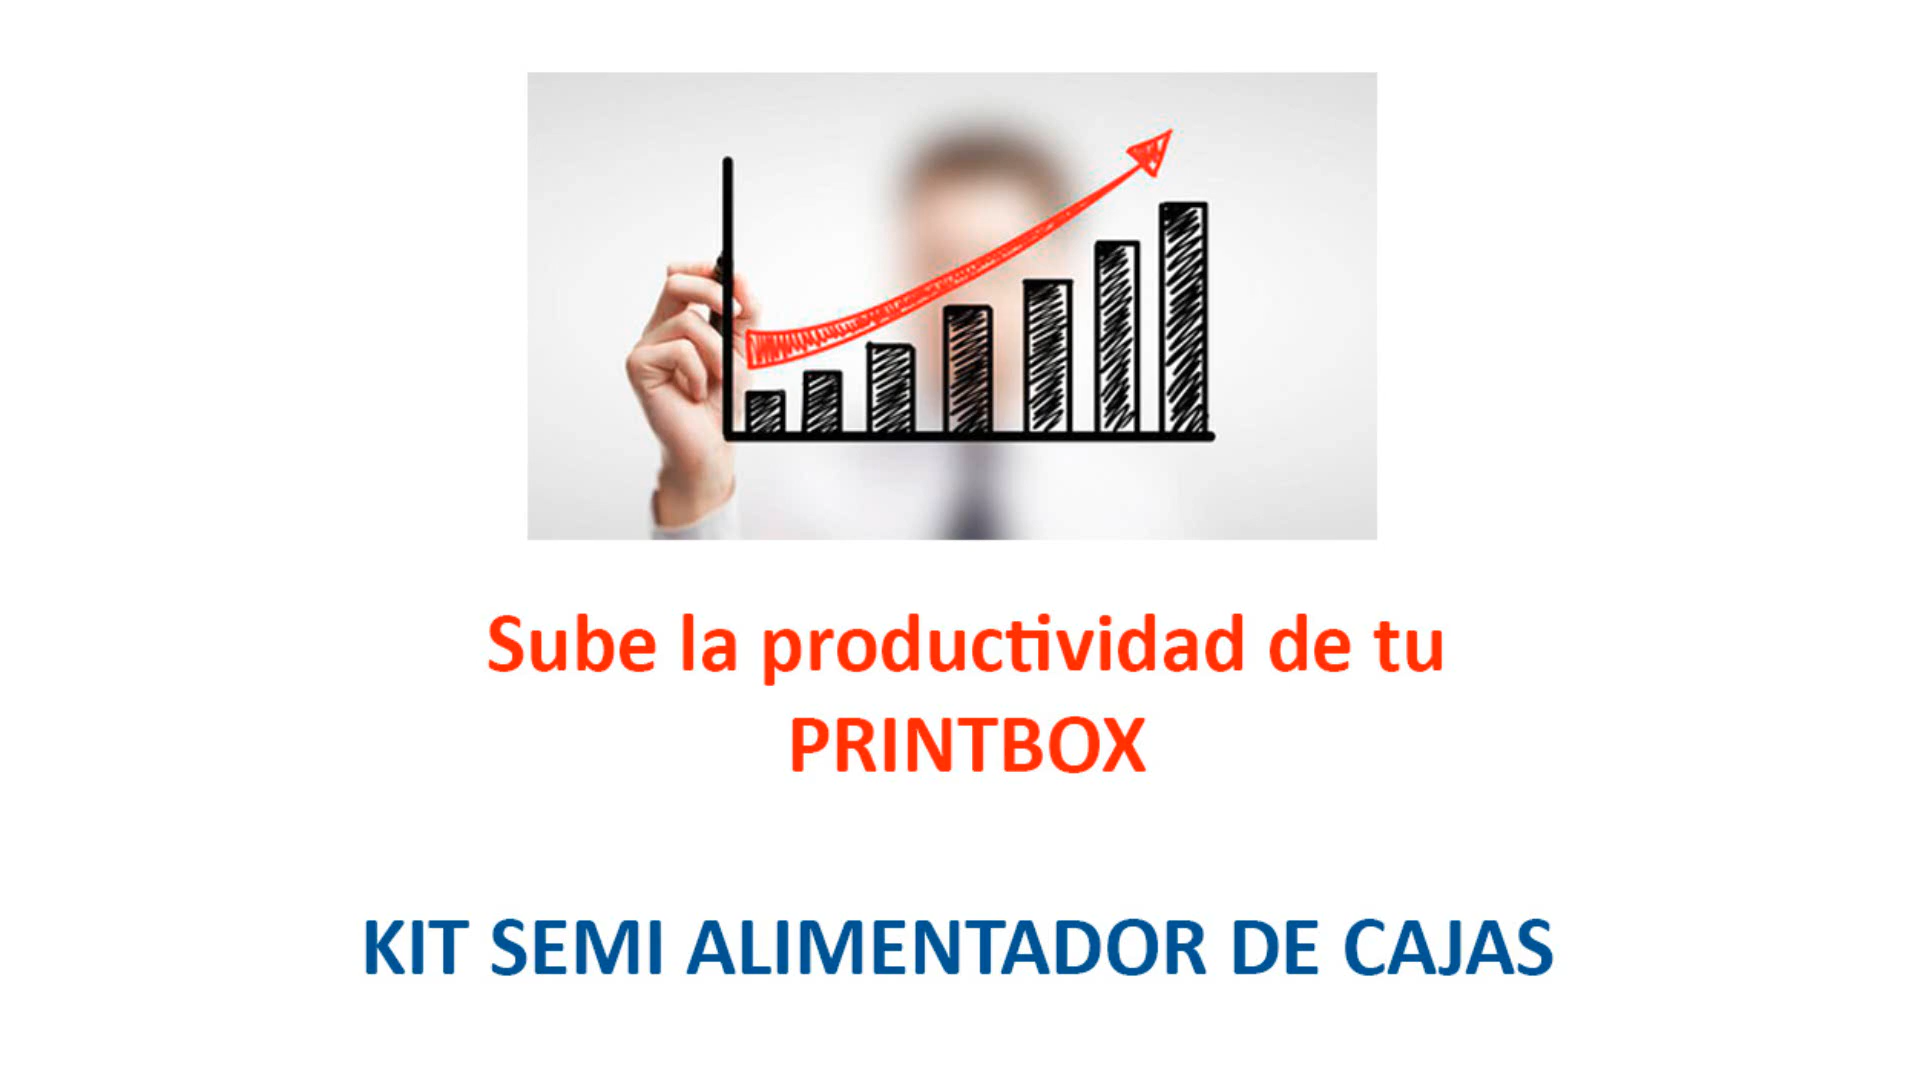 Sube la productividad de tu
PRINTBOX
KIT SEMI ALIMENTADOR DE CAJAS